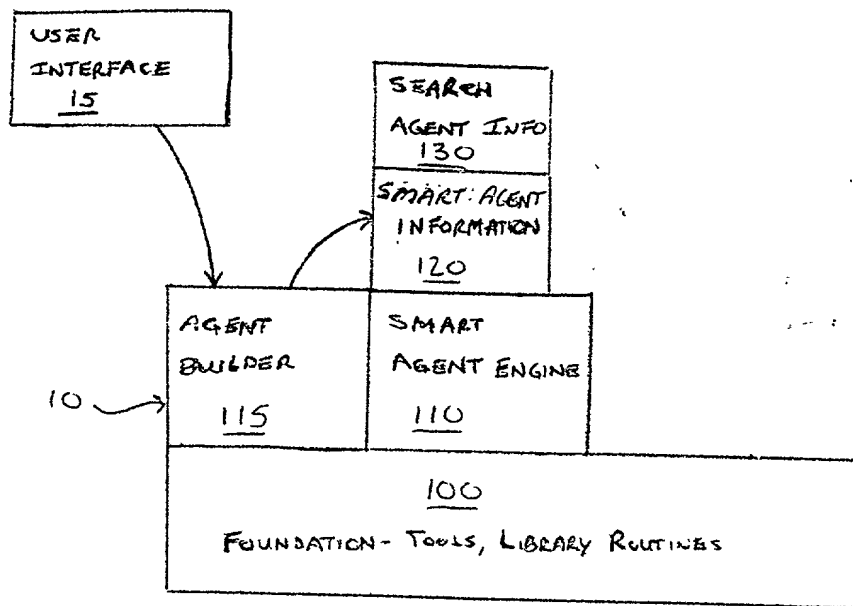 USER
INTERFACE
15
SEARCH
AGENT INFO
130
SMART:AGENT
INFORMATION
120
AGENT
BUILDER
115
SMART
AGENT ENGINE
110
10
100
FOUNDATION- TOOLS, LIBRARY ROUTINES